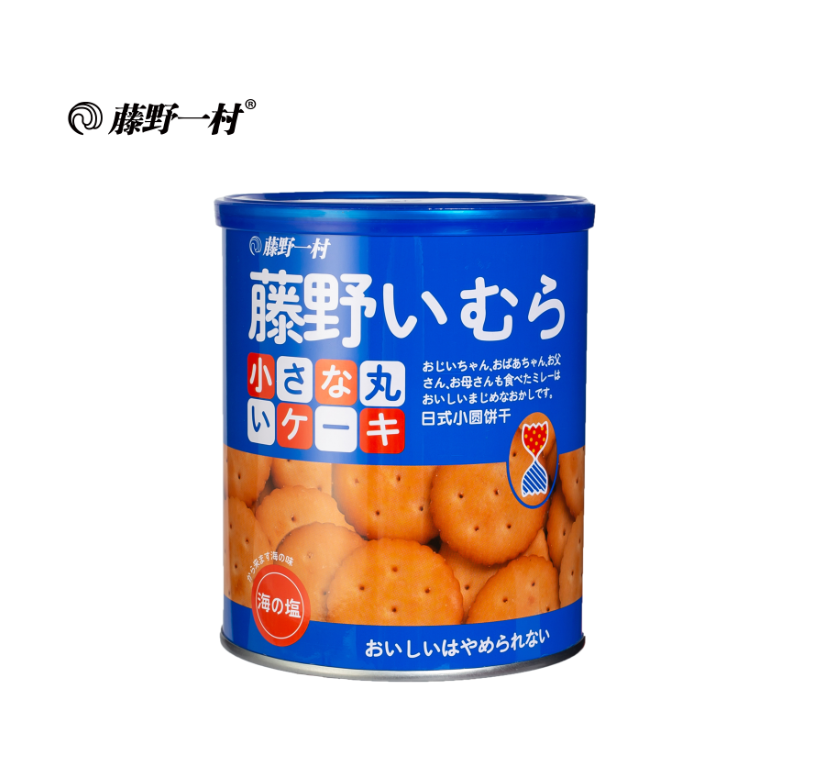 藤野一村®
藤野一村
藤野いむら
小さな丸
いケーキ
おじいちゃん、おばあちゃん、お父
さん、お母さんも食べたミレーは
おいしいまじめなおかしです。
日式小圆饼干
海の塩
おいしいはやめられない